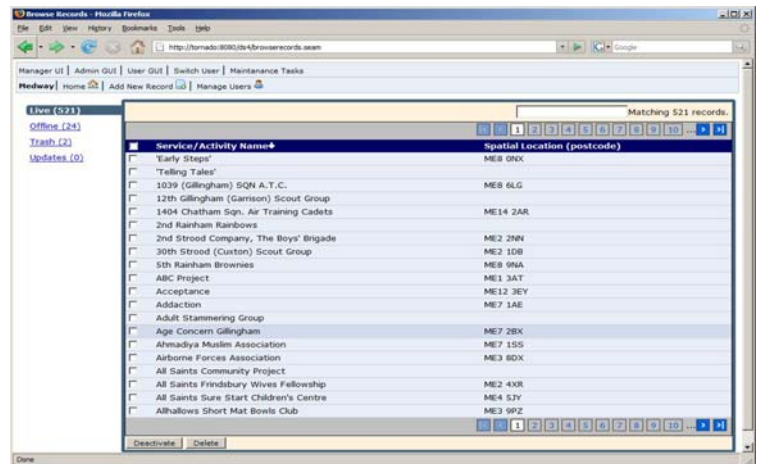 Browse Records - Mozilla Firefox
File Edit View History Bookmarks Tools Help
http://tornado:8080/ds4/browserecords.seam
Google
Manager UI | Admin GUI | User GUI | Switch User | Maintanance Tasks
Medway | Home | Add New Record | Manage Users
Live (521)
Offline (24)
Trash (2)
Updates (0)
Matching 521 records.
1 2 3 4 5 6 7 8 9 10 ...
Service/Activity Name Spatial Location (postcode)
'Early Steps' ME8 0NX
'Telling Tales'
1039 (Gillingham) SQN A.T.C. ME8 6LG
12th Gillingham (Garrison) Scout Group
1404 Chatham Sqn. Air Training Cadets ME14 2AR
2nd Rainham Rainbows
2nd Strood Company, The Boys' Brigade ME2 2NN
30th Strood (Cuxton) Scout Group ME2 1DB
5th Rainham Brownies ME8 9NA
ABC Project ME1 3AT
Acceptance ME12 3EY
Addaction ME7 1AE
Adult Stammering Group
Age Concern Gillingham ME7 2BX
Ahmadiya Muslim Association ME7 1SS
Airborne Forces Association ME3 8DX
All Saints Community Project
All Saints Frindsbury Wives Fellowship ME2 4XR
All Saints Sure Start Children's Centre ME4 5JY
Allhallows Short Mat Bowls Club ME3 9PZ
1 2 3 4 5 6 7 8 9 10 ...
Deactivate Delete
Done